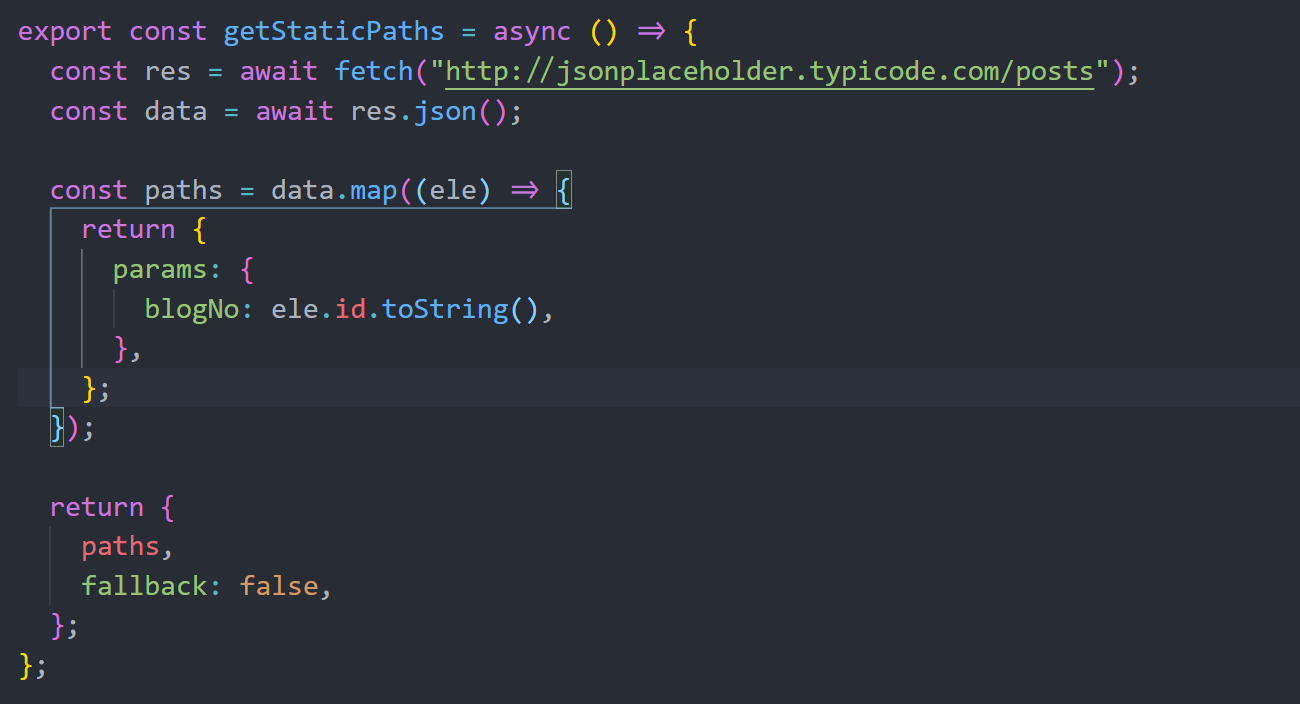 export const getStaticPaths = async () => {
  const res = await fetch("http://jsonplaceholder.typicode.com/posts");
  const data = await res.json();

  const paths = data.map((ele) => {
    return {
      params: {
        blogNo: ele.id.toString(),
      },
    };
  });

  return {
    paths,
    fallback: false,
  };
};